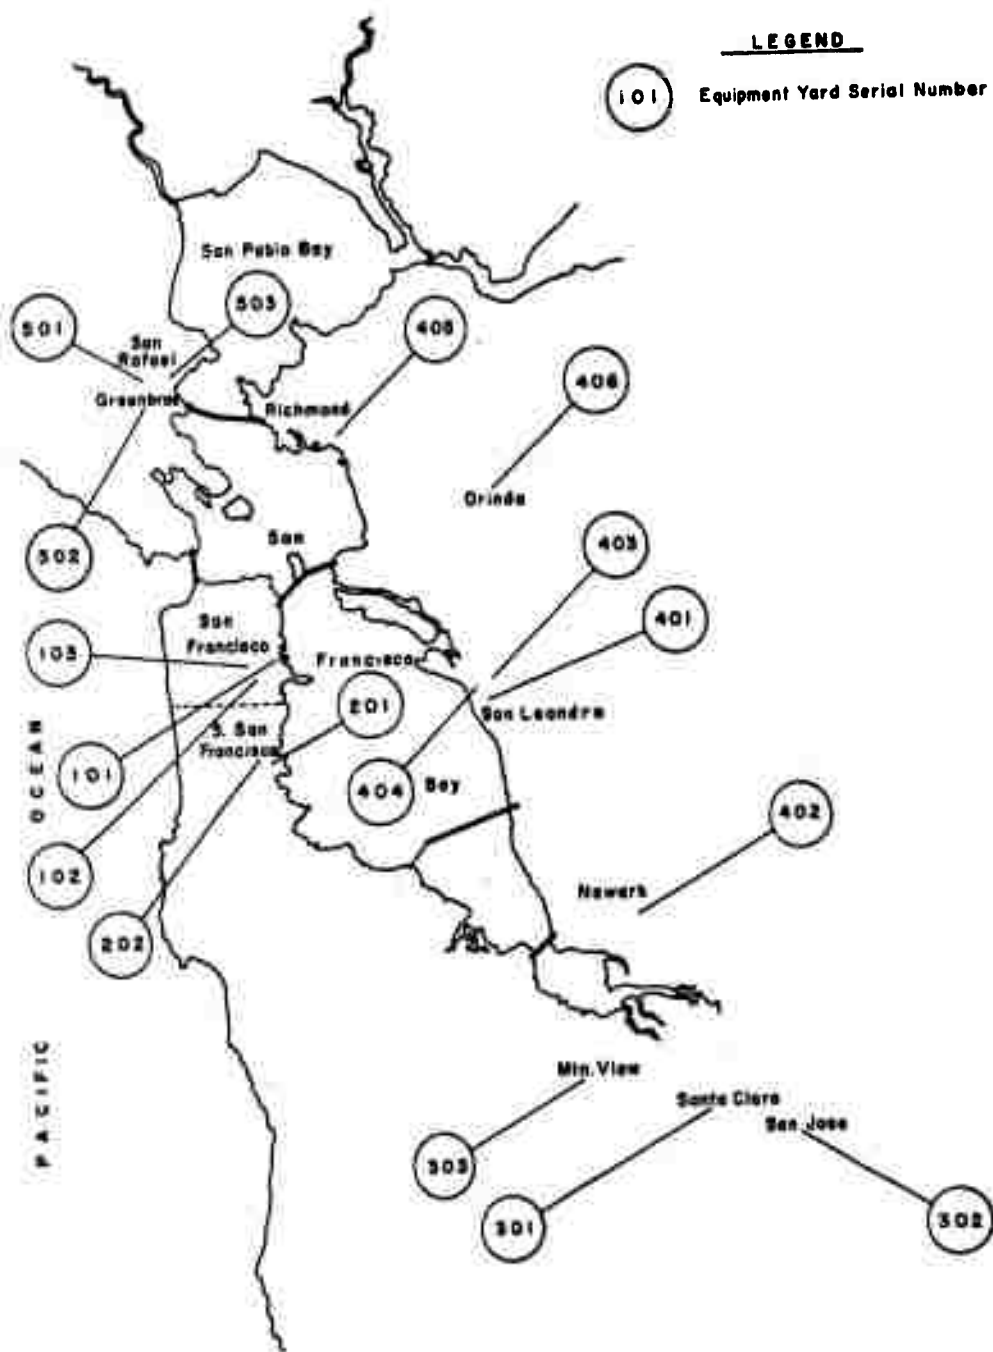 LEGEND
101 Equipment Yard Serial Number
San Pablo Bay
503
501
405
San
Rafael
406
Greenbrae
Richmond
Orinda
403
San
502
401
San
Francisco
103
Francisco
201
San Leandro
S. San
Francisco
101
404
Bay
402
OCEAN
102
Newark
202
PACIFIC
Mtn. View
Santa Clara
San Jose
303
301
302